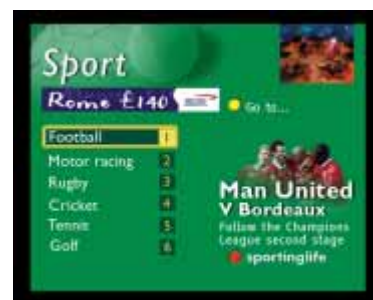 Sport
Rome £140
Go to...
Football 1
Motor racing 2
Rugby 3
Cricket 4
Tennis 5
Golf 6
Man United
V Bordeaux
Follow the Champions
League second stage
sportinglife